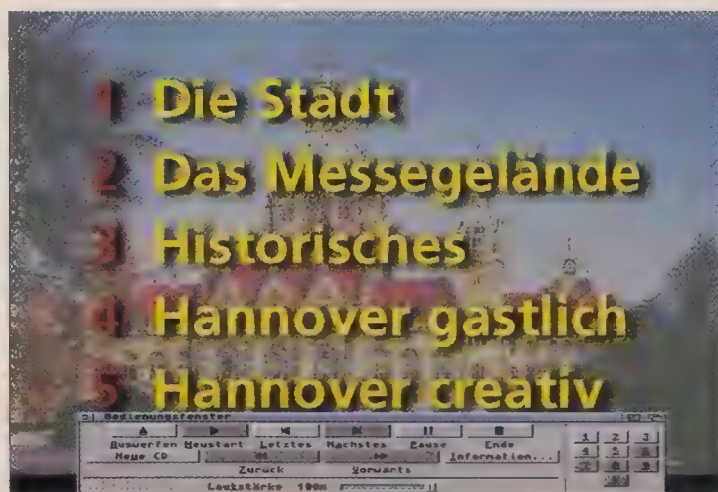 1 Die Stadt
2 Das Messegelände
3 Historisches
4 Hannover gastlich
5 Hannover creativ
Bedienungsfenster
Auswerfen Neustart Letztes Nächstes Pause Ende
Neue CD Information...
Zurück Vorwärts
Lautstärke 100%
1 2 3
4 5 6
7 8 9